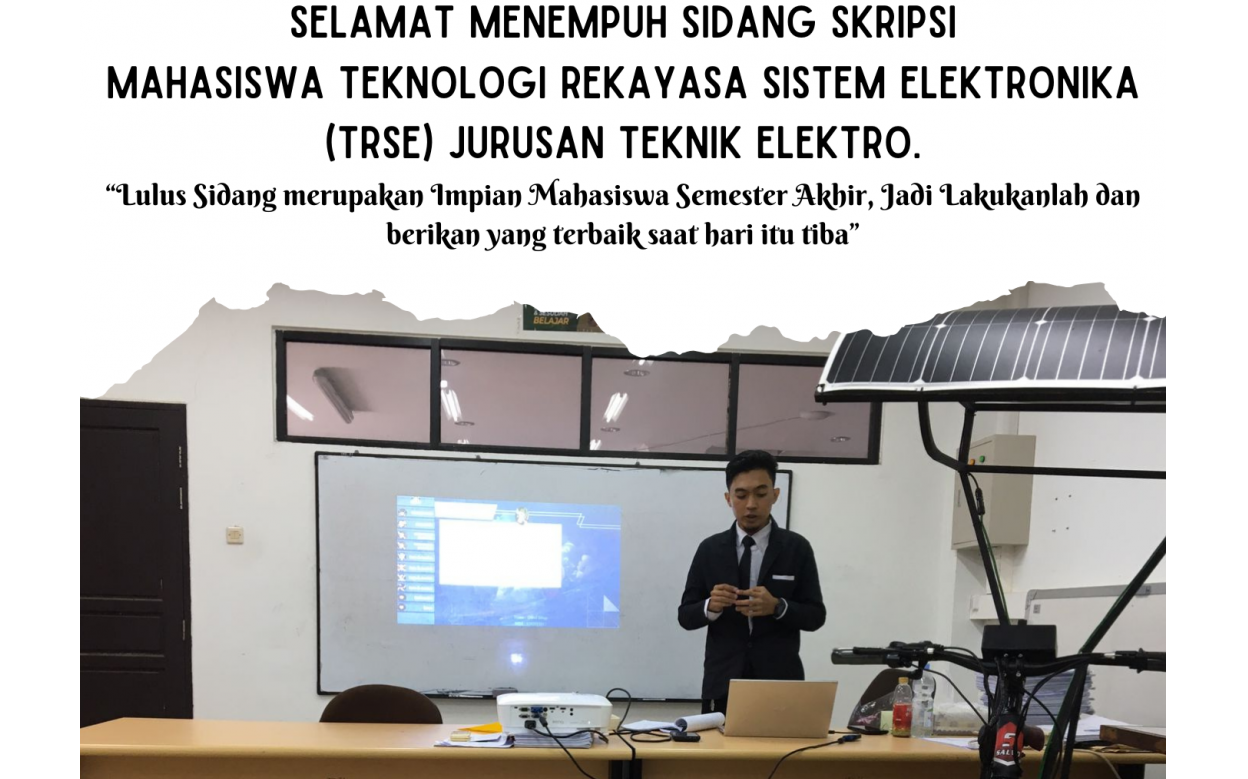 SELAMAT MENEMPUH SIDANG SKRIPSI
MAHASISWA TEKNOLOGI REKAYASA SISTEM ELEKTRONIKA
(TRSE) JURUSAN TEKNIK ELEKTRO.
“Lulus Sidang merupakan Impian Mahasiswa Semester Akhir, Jadi Lakukanlah dan
berikan yang terbaik saat hari itu tiba”
BELAJAR